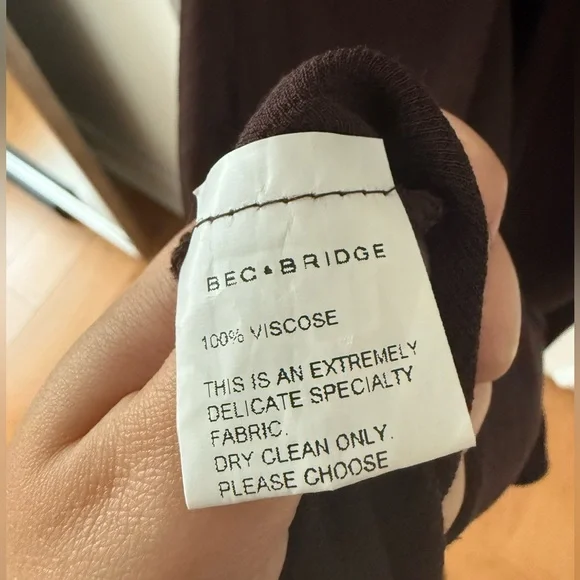 BEC▲BRIDGE
100% VISCOSE
THIS IS AN EXTREMELY
DELICATE SPECIALTY
FABRIC.
DRY CLEAN ONLY.
PLEASE CHOOSE